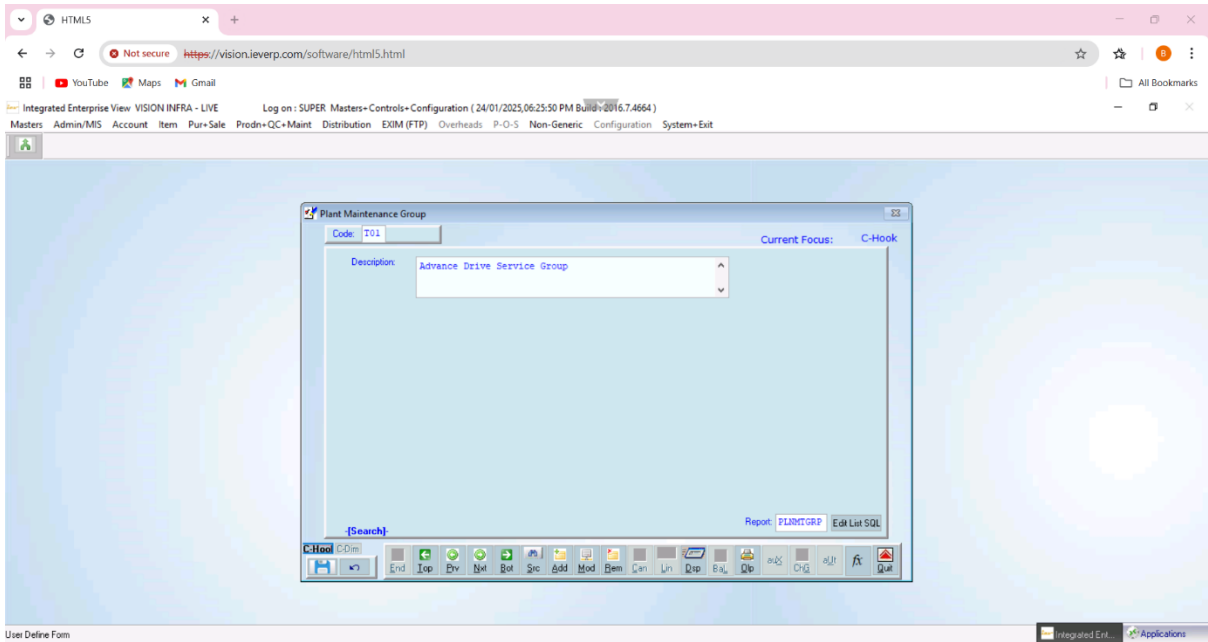 HTML5
Not secure https://vision.ieverp.com/software/html5.html
B
YouTube Maps Gmail All Bookmarks
Integrated Enterprise View VISION INFRA - LIVE Log on : SUPER Masters+Controls+Configuration ( 24/01/2025,06:25:50 PM Build : 2016.7.4664 )
Masters Admin/MIS Account Item Pur+Sale Prodn+QC+Maint Distribution EXIM (FTP) Overheads P-O-S Non-Generic Configuration System+Exit
Plant Maintenance Group
Code: T01
Current Focus: C-Hook
Description: Advance Drive Service Group
Report: PLNMTGRP Edit List SQL
-[Search]-
C-Hool C-Dim
End Top Prv Nxt Bot Src Add Mod Rem Can Lin Dsp BaL Qlp auX ChG aUt fx Quit
User Define Form
Integrated Ent... Applications